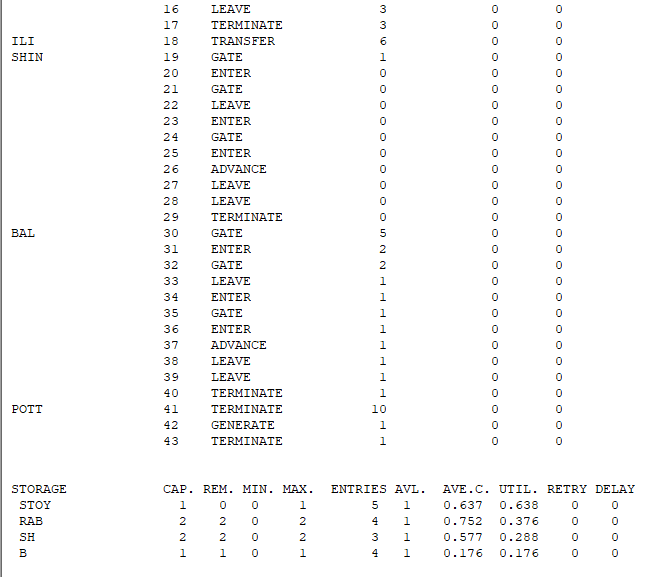 16 LEAVE 3 0 0
17 TERMINATE 3 0 0
ILI 18 TRANSFER 6 0 0
SHIN 19 GATE 1 0 0
20 ENTER 0 0 0
21 GATE 0 0 0
22 LEAVE 0 0 0
23 ENTER 0 0 0
24 GATE 0 0 0
25 ENTER 0 0 0
26 ADVANCE 0 0 0
27 LEAVE 0 0 0
28 LEAVE 0 0 0
29 TERMINATE 0 0 0
BAL 30 GATE 5 0 0
31 ENTER 2 0 0
32 GATE 2 0 0
33 LEAVE 1 0 0
34 ENTER 1 0 0
35 GATE 1 0 0
36 ENTER 1 0 0
37 ADVANCE 1 0 0
38 LEAVE 1 0 0
39 LEAVE 1 0 0
40 TERMINATE 1 0 0
POTT 41 TERMINATE 10 0 0
42 GENERATE 1 0 0
43 TERMINATE 1 0 0
STORAGE CAP. REM. MIN. MAX. ENTRIES AVL. AVE.C. UTIL. RETRY DELAY
STOY 1 0 0 1 5 1 0.637 0.638 0 0
RAB 2 2 0 2 4 1 0.752 0.376 0 0
SH 2 2 0 2 3 1 0.577 0.288 0 0
B 1 1 0 1 4 1 0.176 0.176 0 0